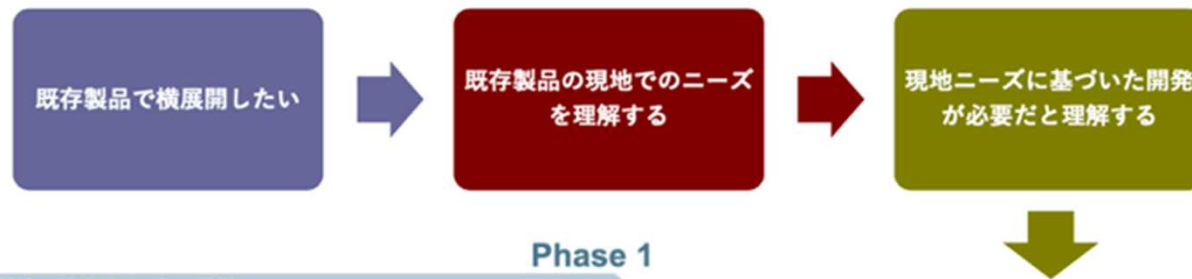 既存製品で横展開したい
既存製品の現地でのニーズ
を理解する
現地ニーズに基づいた開発
が必要だと理解する
Phase 1